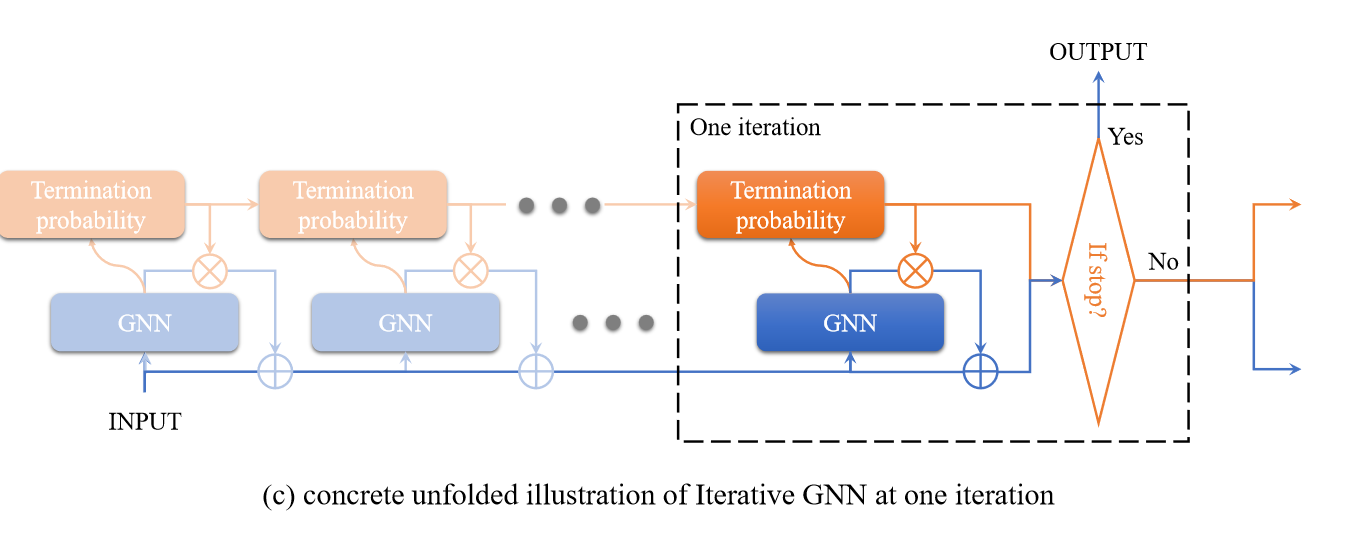 OUTPUT
One iteration
Yes
Termination
probability
Termination
probability
Termination
probability
If stop?
No
GNN
GNN
GNN
INPUT
(c) concrete unfolded illustration of Iterative GNN at one iteration